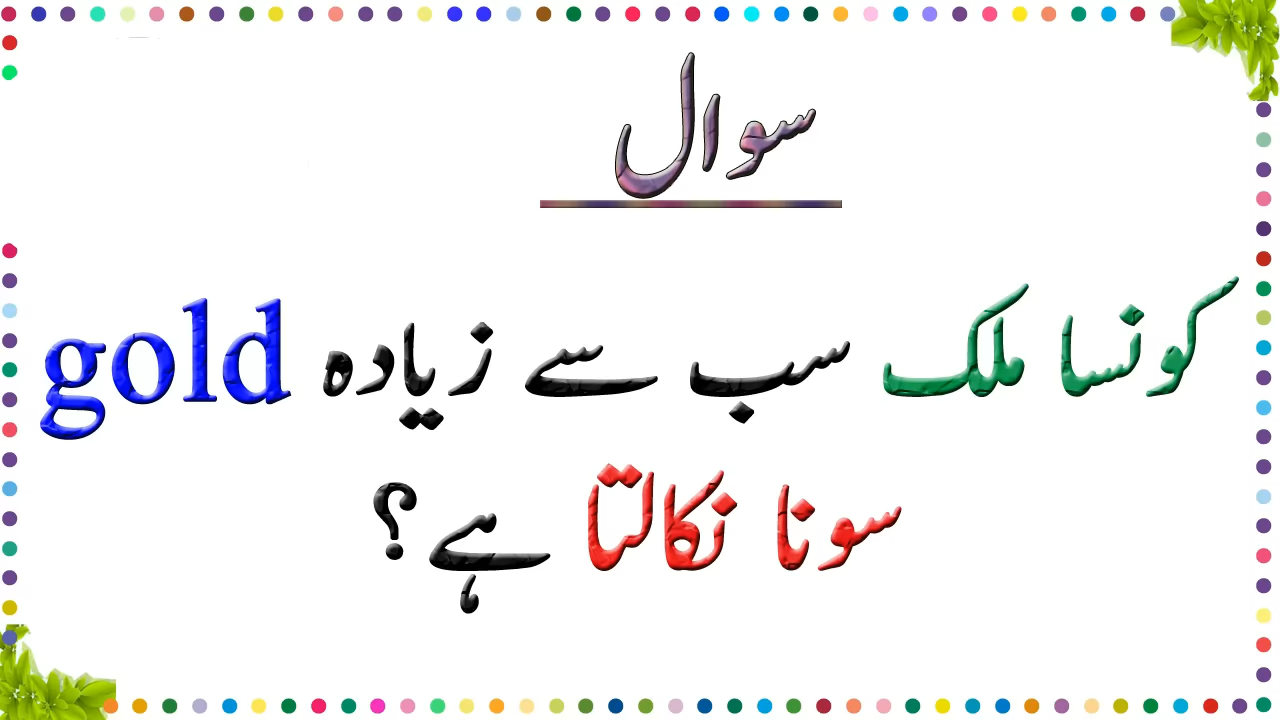 سوال
کونسا ملک سب سے زیادہ gold
سونا نکالتا ہے؟